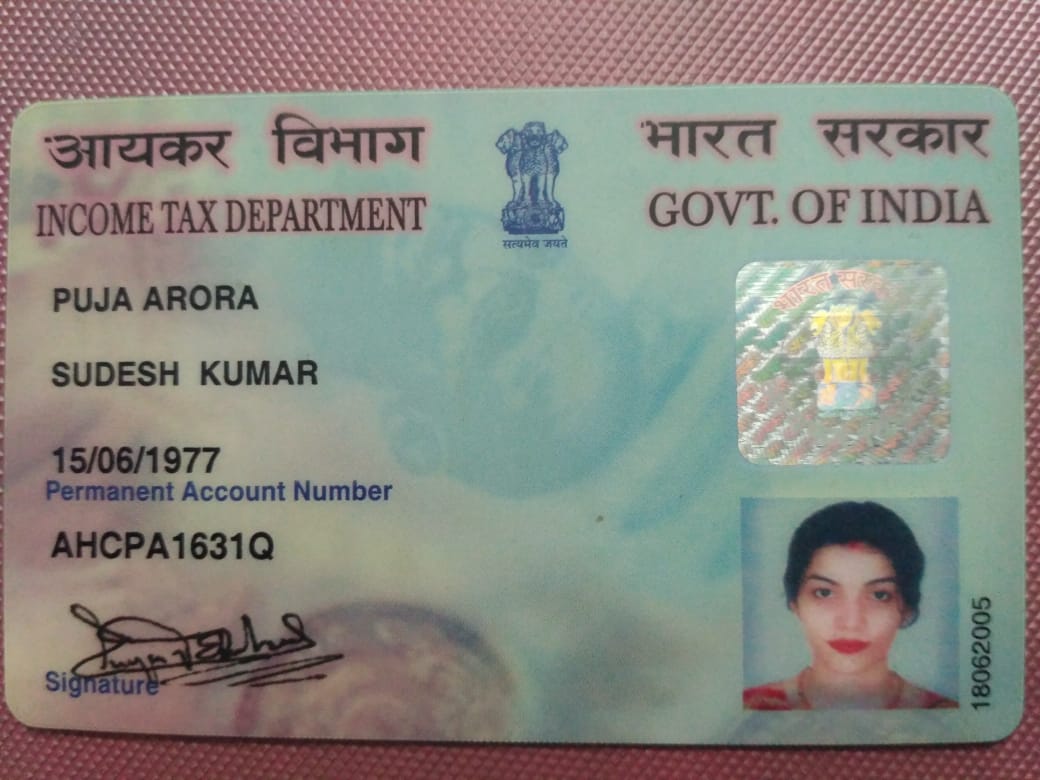 आयकर विभाग
INCOME TAX DEPARTMENT
सत्यमेव जयते
भारत सरकार
GOVT. OF INDIA
भारत सरकार
PUJA ARORA
SUDESH KUMAR
15/06/1977
Permanent Account Number
AHCPA1631Q
Signature
18062005